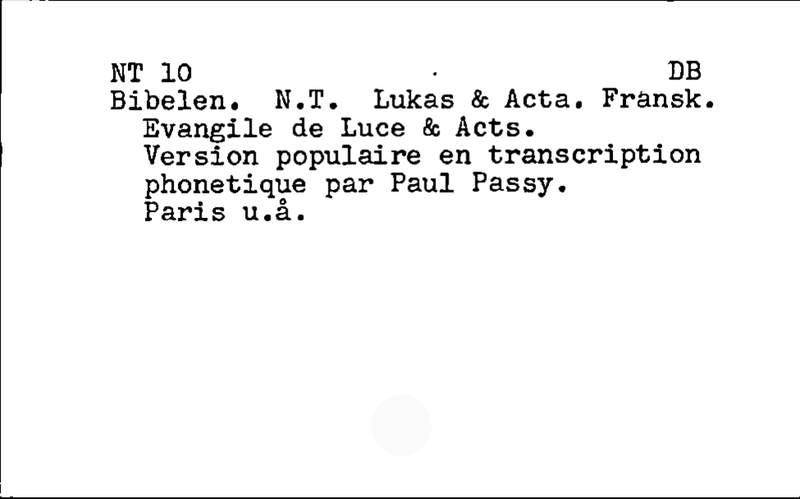 NT 10 DB
Bibelen. N.T. Lukas & Acta. Fransk.
Evangile de Luce & Acts.
Version populaire en transcription
phonetique par Paul Passy.
Paris u.å.